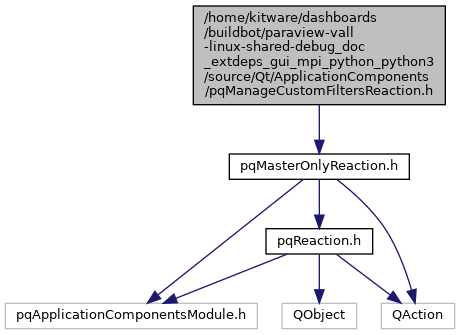 /home/kitware/dashboards
/buildbot/paraview-vall
-linux-shared-debug_doc
_extdeps_gui_mpi_python_python3
/source/Qt/ApplicationComponents
/pqManageCustomFiltersReaction.h
pqMasterOnlyReaction.h
pqReaction.h
pqApplicationComponentsModule.h
QObject
QAction